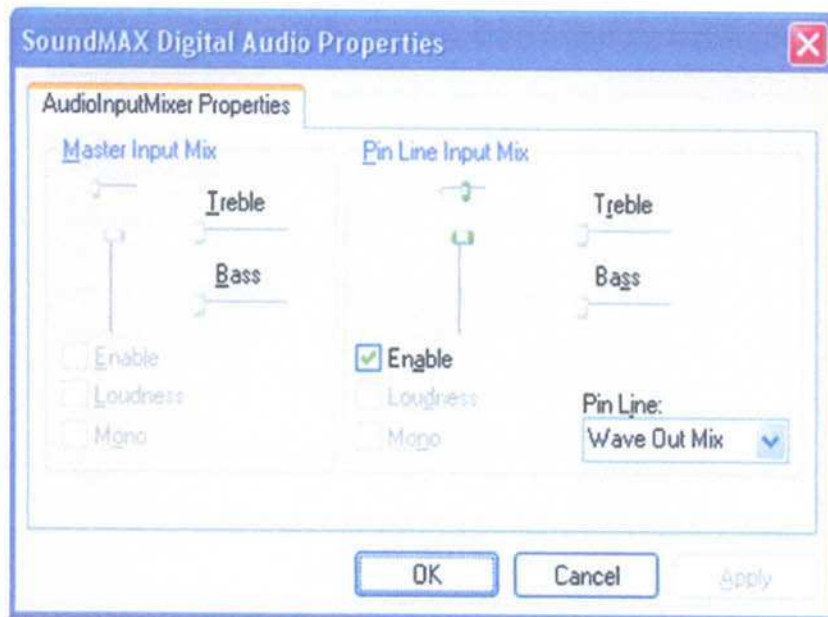 SoundMAX Digital Audio Properties
AudioInputMixer Properties
Master Input Mix
Treble
Bass
Enable
Loudness
Mono
Pin Line Input Mix
Treble
Bass
Enable
Loudness
Mono
Pin Line:
Wave Out Mix
OK
Cancel
Apply